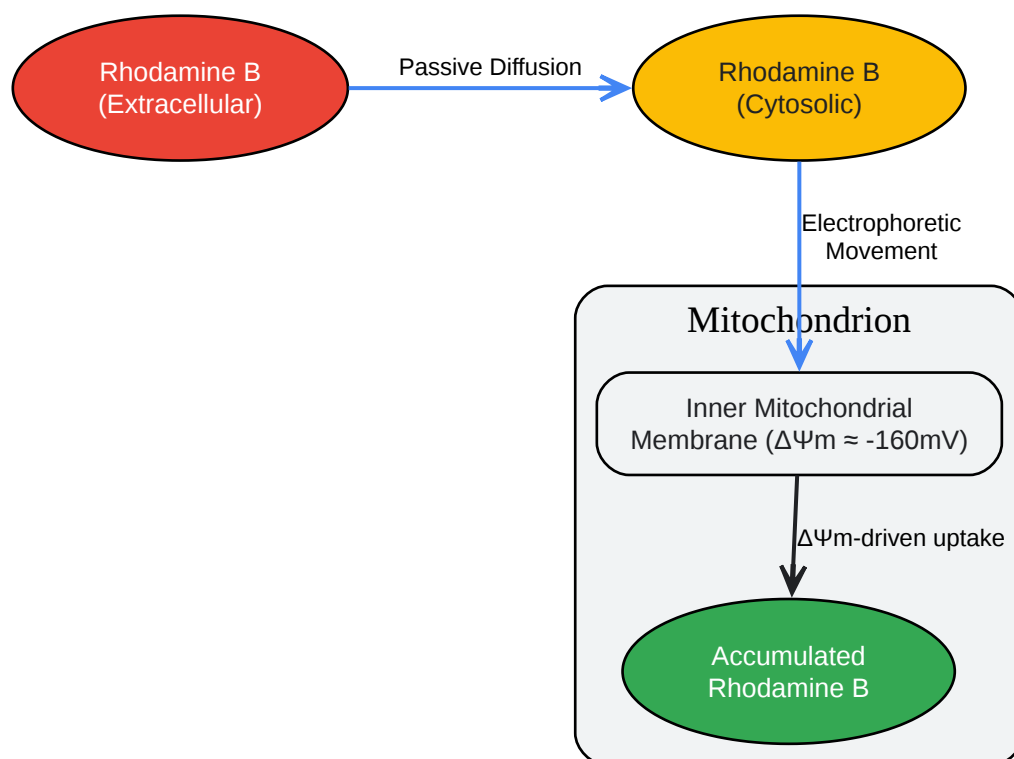 Rhodamine B
(Extracellular)
Passive Diffusion
Rhodamine B
(Cytosolic)
Electrophoretic
Movement
Mitochondrion
Inner Mitochondrial
Membrane (ΔΨm ≈ -160mV)
ΔΨm-driven uptake
Accumulated
Rhodamine B